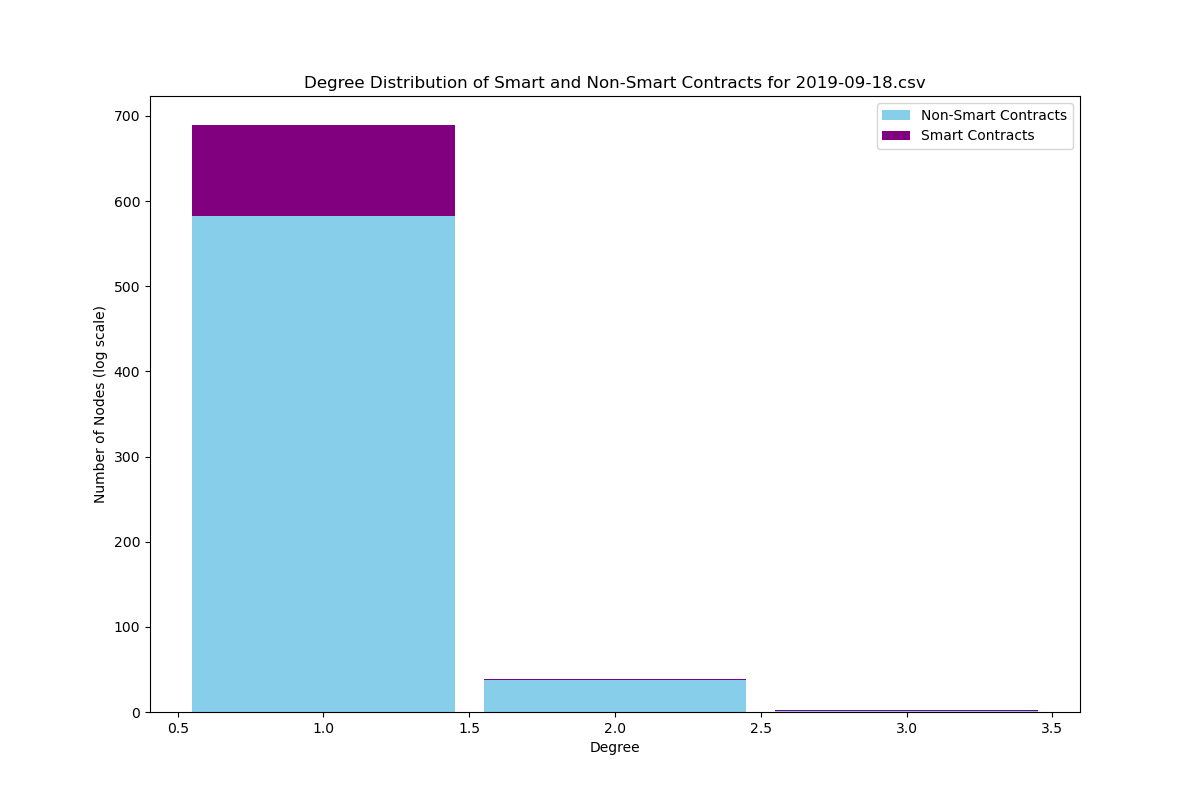 Degree Distribution of Smart and Non-Smart Contracts for 2019-09-18.csv
Non-Smart Contracts
Smart Contracts
Number of Nodes (log scale)
700
600
500
400
300
200
100
0
0.5 1.0 1.5 2.0 2.5 3.0 3.5
Degree